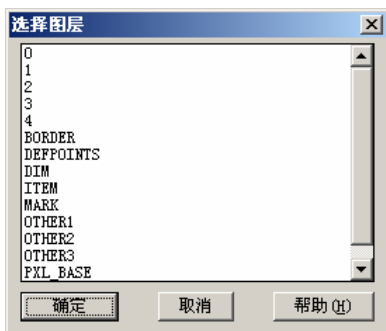 选择图层
0
1
2
3
4
BORDER
DEFPOINTS
DIM
ITEM
MARK
OTHER1
OTHER2
OTHER3
PXL_BASE
确定 取消 帮助(H)